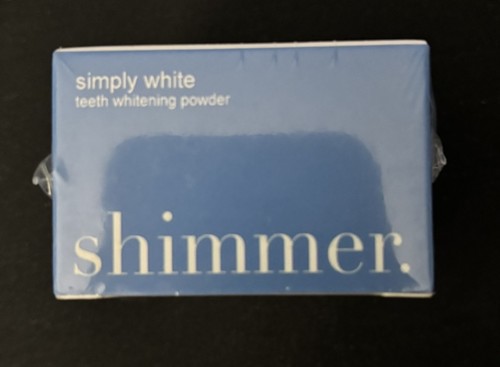 simply white
teeth whitening powder
shimmer.